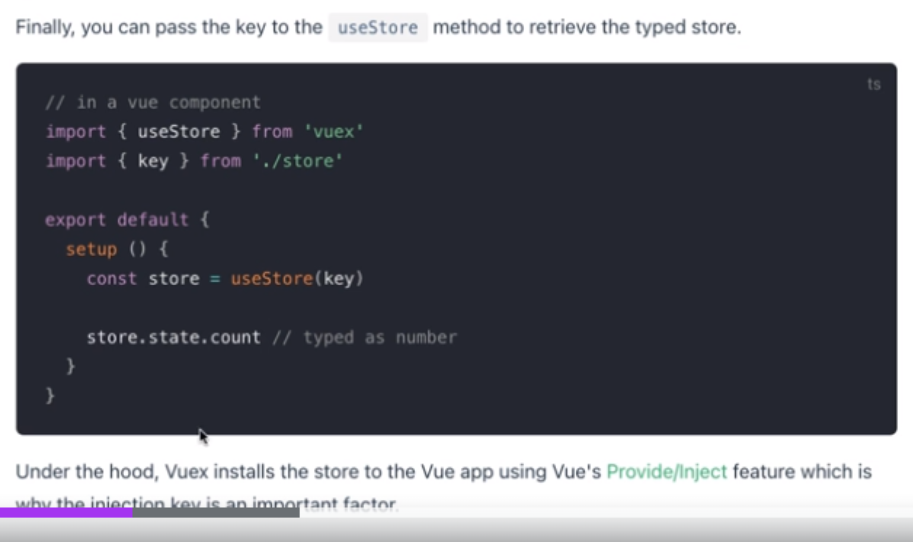 Finally, you can pass the key to the useStore method to retrieve the typed store.
ts
// in a vue component
import { useStore } from 'vuex'
import { key } from './store'
export default {
setup () {
const store = useStore(key)
store.state.count // typed as number
}
}
Under the hood, Vuex installs the store to the Vue app using Vue's Provide/Inject feature which is
why the injection key is an important factor.